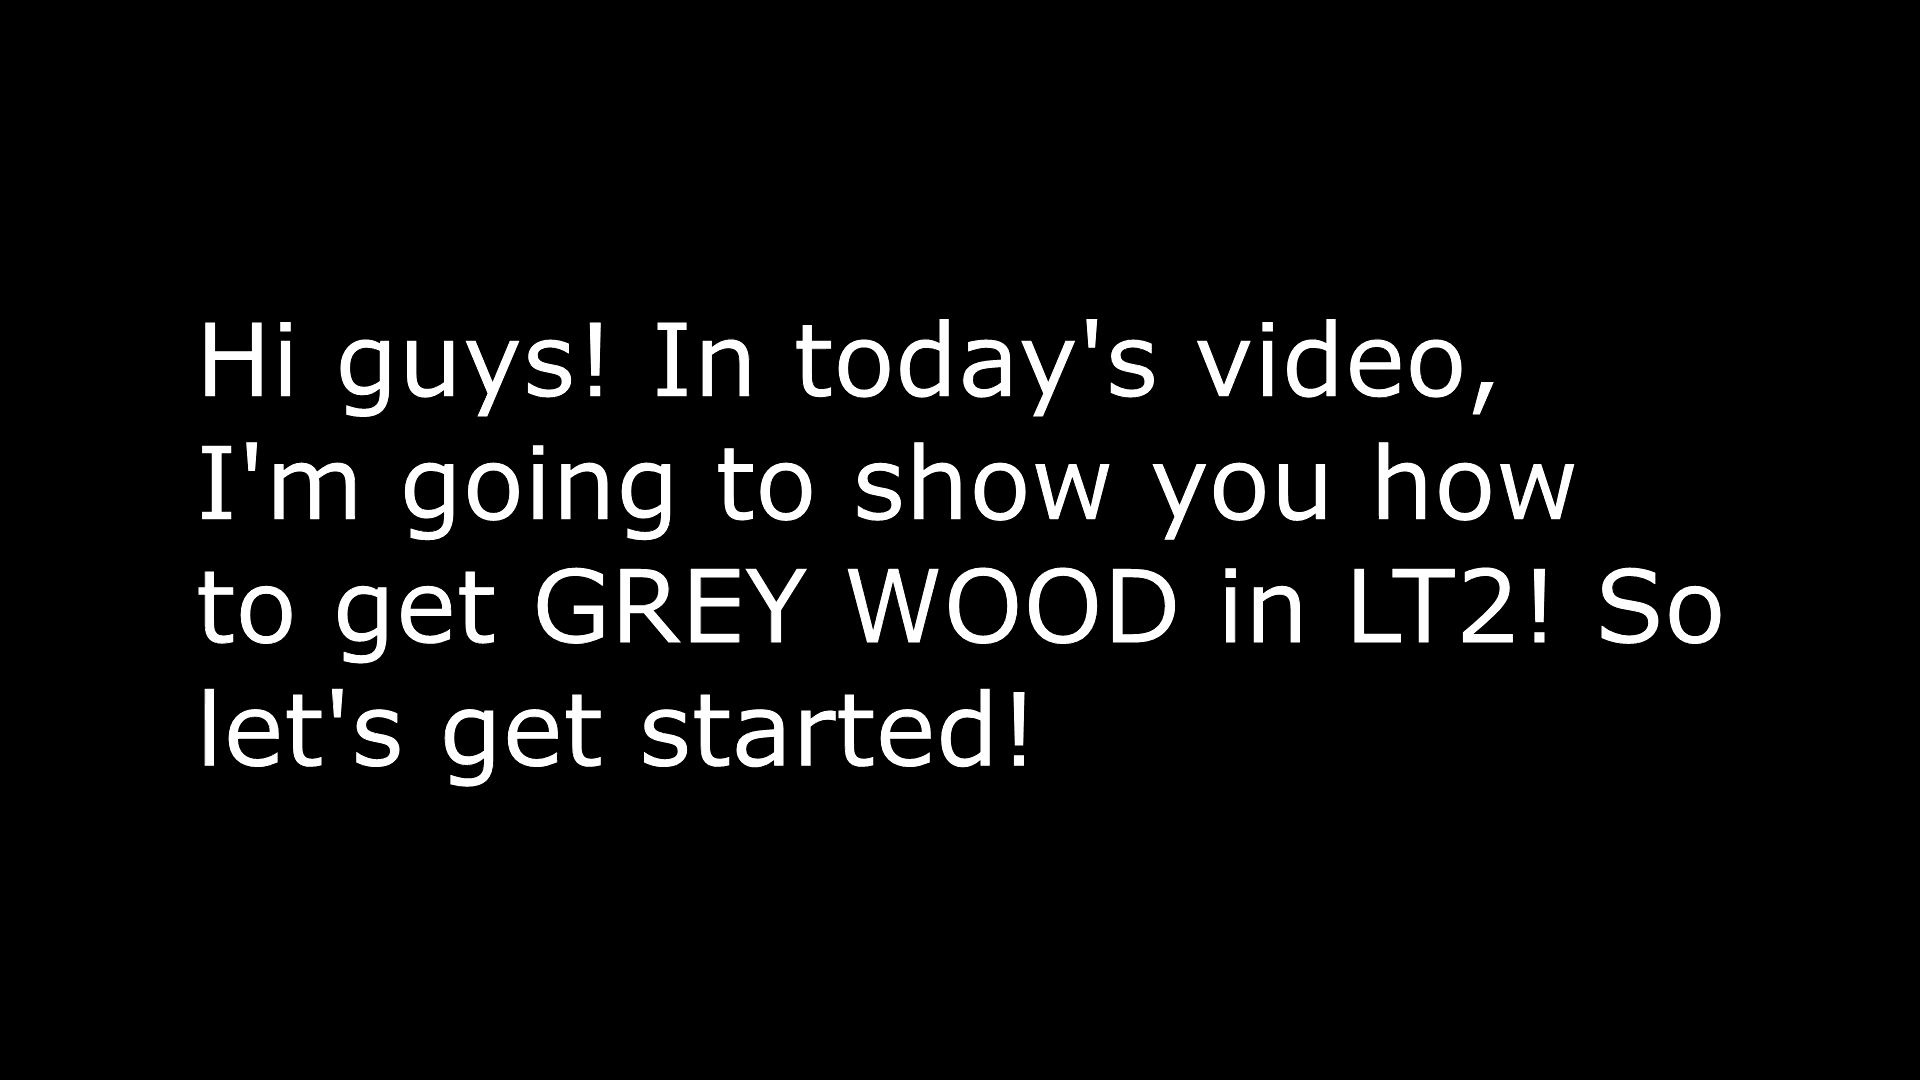 Hi guys! In today's video,
I'm going to show you how
to get GREY WOOD in LT2! So
let's get started!